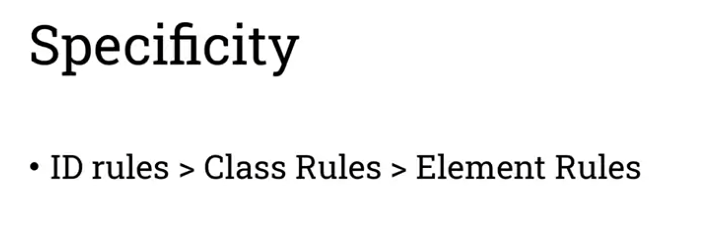 Specificity
• ID rules > Class Rules > Element Rules